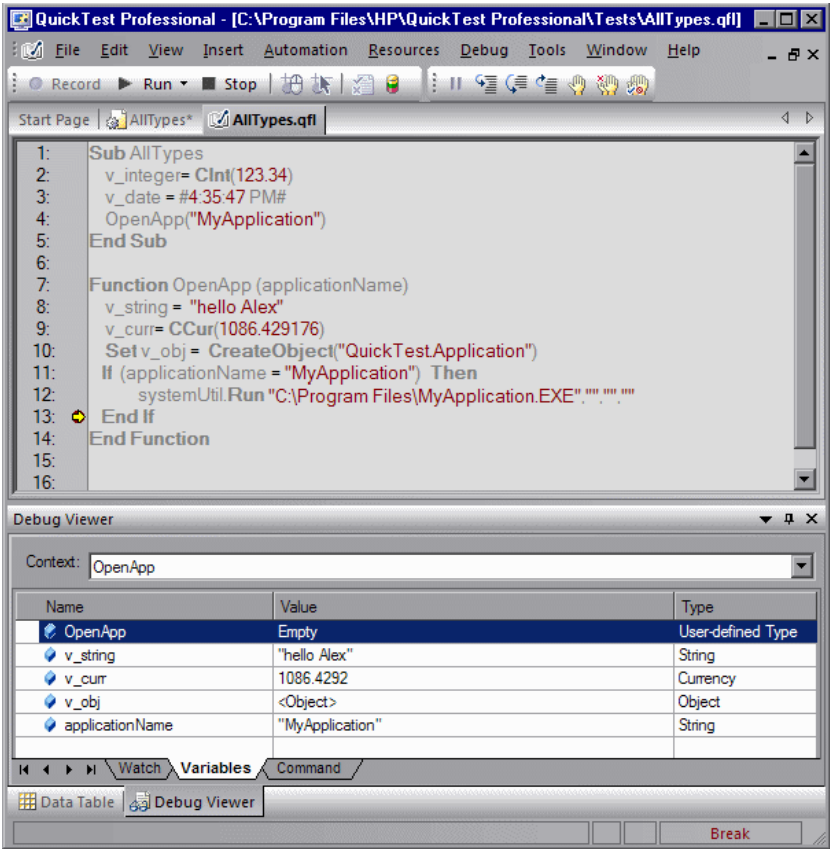 QuickTest Professional - [C:\Program Files\HP\QuickTest Professional\Tests\AllTypes.qfl]
File Edit View Insert Automation Resources Debug Tools Window Help
Record Run Stop
Start Page AllTypes* AllTypes.qfl
1: Sub AllTypes
2: v_integer= CInt(123.34)
3: v_date = #4:35:47 PM#
4: OpenApp("MyApplication")
5: End Sub
6:
7: Function OpenApp (applicationName)
8: v_string = "hello Alex"
9: v_curr= CCur(1086.429176)
10: Set v_obj = CreateObject("QuickTest.Application")
11: If (applicationName = "MyApplication") Then
12: systemUtil.Run "C:\Program Files\MyApplication.EXE"."".""."" 
13: End If
14: End Function
15:
16:
Debug Viewer
Context: OpenApp
Name Value Type
OpenApp Empty User-defined Type
v_string "hello Alex" String
v_curr 1086.4292 Currency
v_obj <Object> Object
applicationName "MyApplication" String
Watch Variables Command
Data Table Debug Viewer
Break